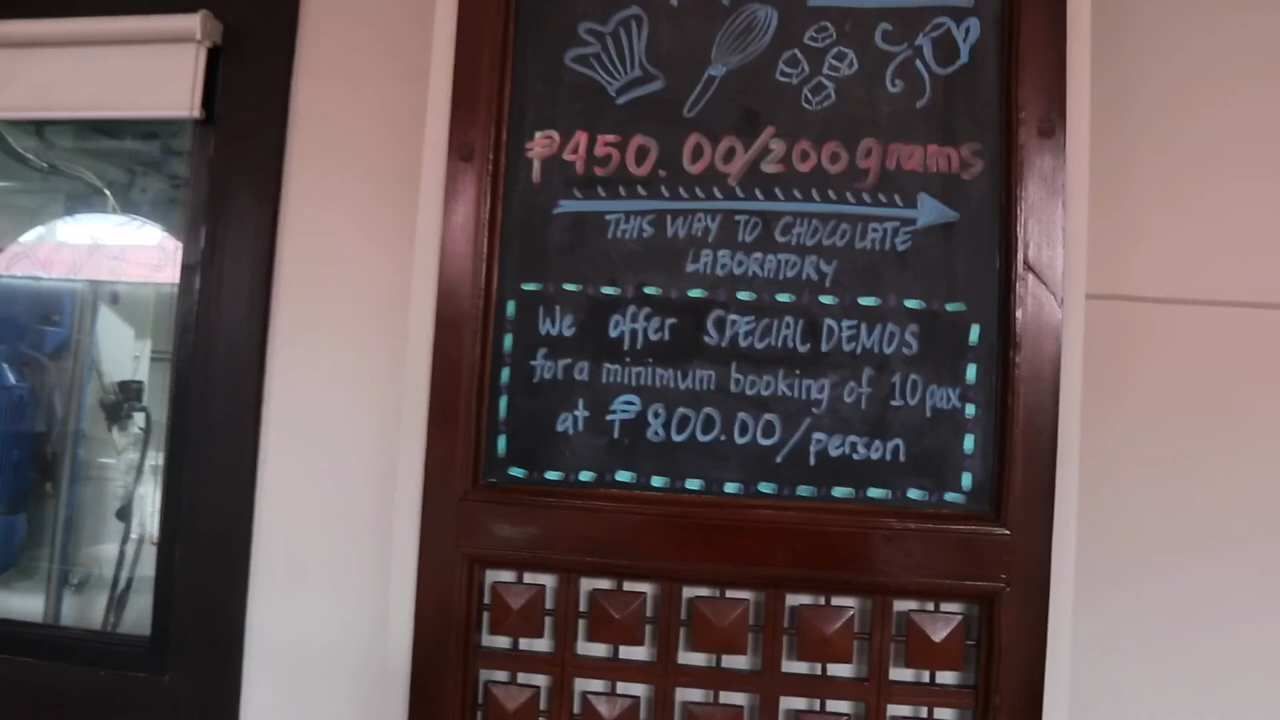 ₱450.00/200grams
THIS WAY TO CHOCOLATE
LABORATORY
We offer SPECIAL DEMOS
for a minimum booking of 10 pax
at ₱800.00/person